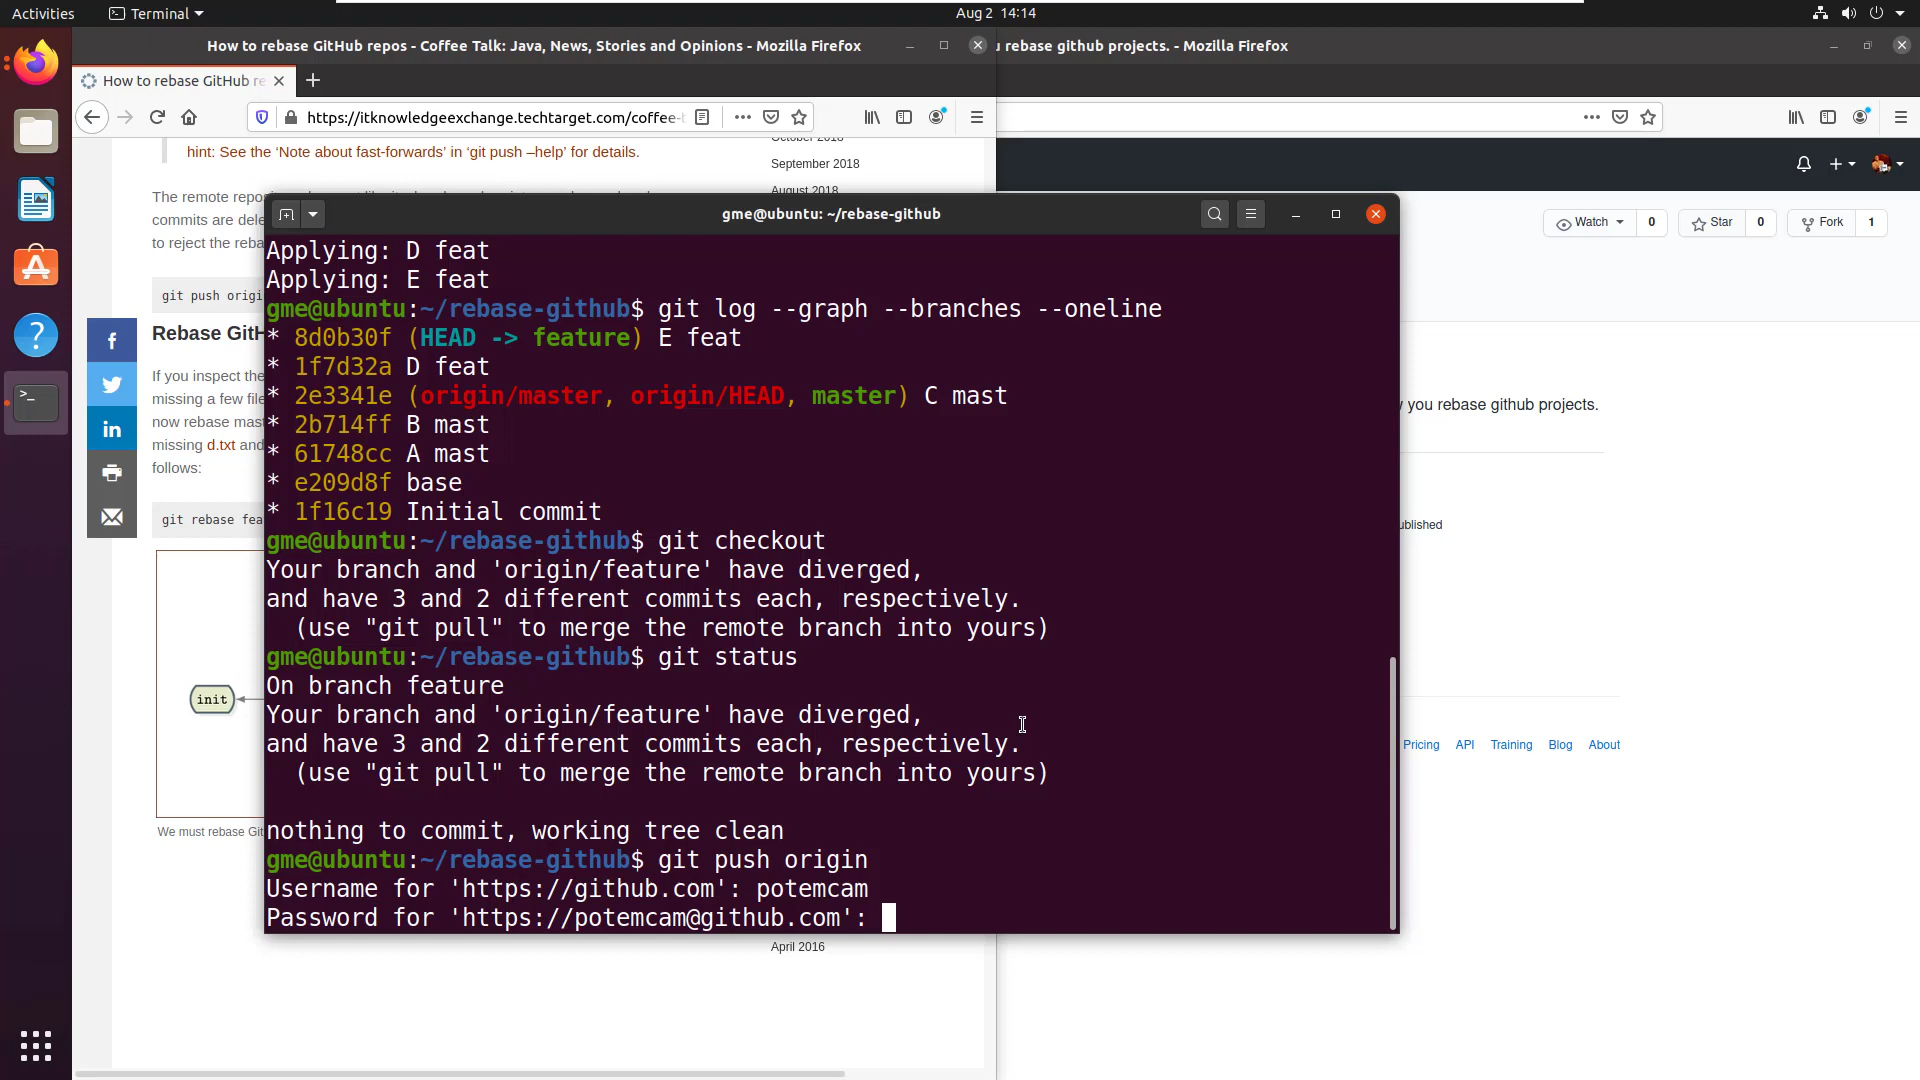 Activities
Terminal
Aug 2 14:14
How to rebase GitHub repos - Coffee Talk: Java, News, Stories and Opinions - Mozilla Firefox
rebase github projects. - Mozilla Firefox
How to rebase GitHub re
https://itknowledgeexchange.techtarget.com/coffee-t
hint: See the ‘Note about fast-forwards’ in ‘git push –help’ for details.
September 2018
August 2018
The remote repo
commits are dele
to reject the reba
git push origi
Rebase GitH
If you inspect the
missing a few file
now rebase mas
missing d.txt and
follows:
git rebase fea
init
We must rebase Git
gme@ubuntu: ~/rebase-github
Applying: D feat
Applying: E feat
gme@ubuntu:~/rebase-github$ git log --graph --branches --oneline
* 8d0b30f (HEAD -> feature) E feat
* 1f7d32a D feat
* 2e3341e (origin/master, origin/HEAD, master) C mast
* 2b714ff B mast
* 61748cc A mast
* e209d8f base
* 1f16c19 Initial commit
gme@ubuntu:~/rebase-github$ git checkout
Your branch and 'origin/feature' have diverged,
and have 3 and 2 different commits each, respectively.
(use "git pull" to merge the remote branch into yours)
gme@ubuntu:~/rebase-github$ git status
On branch feature
Your branch and 'origin/feature' have diverged,
and have 3 and 2 different commits each, respectively.
(use "git pull" to merge the remote branch into yours)
nothing to commit, working tree clean
gme@ubuntu:~/rebase-github$ git push origin
Username for 'https://github.com': potemcam
Password for 'https://potemcam@github.com':
April 2016
Watch 0
Star 0
Fork 1
you rebase github projects.
ublished
Pricing API Training Blog About